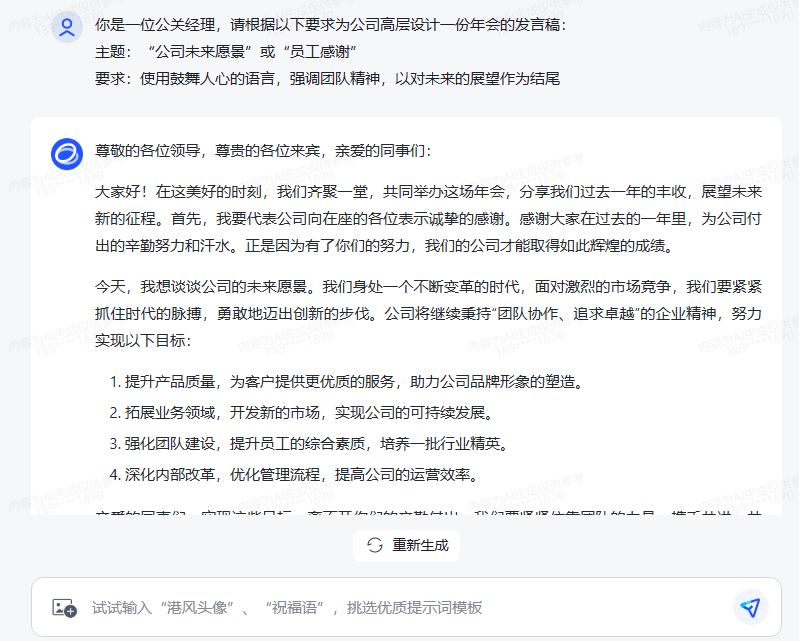 你是一位公关经理，请根据以下要求为公司高层设计一份年会的发言稿：
主题：“公司未来愿景”或“员工感谢”
要求：使用鼓舞人心的语言，强调团队精神，以对未来的展望作为结尾
尊敬的各位领导，尊贵的各位来宾，亲爱的同事们：
大家好！在这美好的时刻，我们齐聚一堂，共同举办这场年会，分享我们过去一年的丰收，展望未来
新的征程。首先，我要代表公司向在座的各位表示诚挚的感谢。感谢大家在过去的一年里，为公司付
出的辛勤努力和汗水。正是因为有了你们的努力，我们的公司才能取得如此辉煌的成绩。
今天，我想谈谈公司的未来愿景。我们身处一个不断变革的时代，面对激烈的市场竞争，我们要紧紧
抓住时代的脉搏，勇敢地迈出创新的步伐。公司将继续秉持“团队协作、追求卓越”的企业精神，努力
实现以下目标：
1. 提升产品质量，为客户提供更优质的服务，助力公司品牌形象的塑造。
2. 拓展业务领域，开发新的市场，实现公司的可持续发展。
3. 强化团队建设，提升员工的综合素质，培养一批行业精英。
4. 深化内部改革，优化管理流程，提高公司的运营效率。
重新生成
试试输入“港风头像”、“祝福语”，挑选优质提示词模板